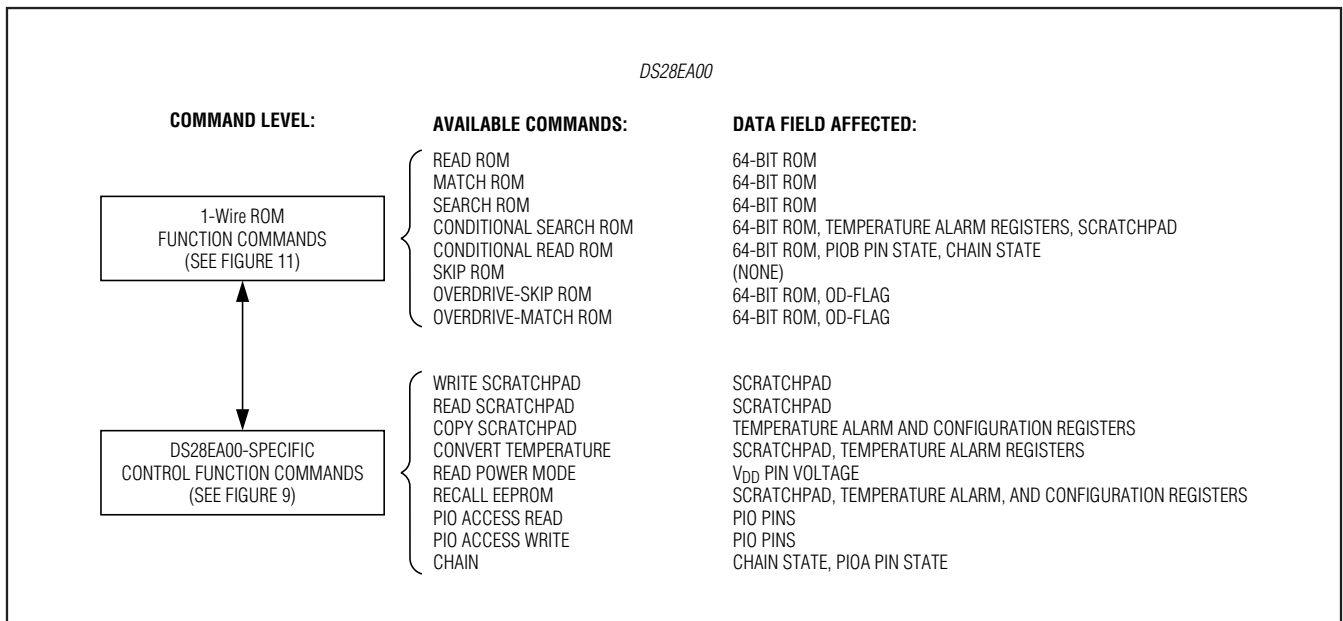 DS28EA00
COMMAND LEVEL: AVAILABLE COMMANDS: DATA FIELD AFFECTED:
1-Wire ROM
FUNCTION COMMANDS
(SEE FIGURE 11)
READ ROM 64-BIT ROM
MATCH ROM 64-BIT ROM
SEARCH ROM 64-BIT ROM
CONDITIONAL SEARCH ROM 64-BIT ROM, TEMPERATURE ALARM REGISTERS, SCRATCHPAD
CONDITIONAL READ ROM 64-BIT ROM, PIOB PIN STATE, CHAIN STATE
SKIP ROM (NONE)
OVERDRIVE-SKIP ROM 64-BIT ROM, OD-FLAG
OVERDRIVE-MATCH ROM 64-BIT ROM, OD-FLAG
DS28EA00-SPECIFIC
CONTROL FUNCTION COMMANDS
(SEE FIGURE 9)
WRITE SCRATCHPAD SCRATCHPAD
READ SCRATCHPAD SCRATCHPAD
COPY SCRATCHPAD TEMPERATURE ALARM AND CONFIGURATION REGISTERS
CONVERT TEMPERATURE SCRATCHPAD, TEMPERATURE ALARM REGISTERS
READ POWER MODE VDD PIN VOLTAGE
RECALL EEPROM SCRATCHPAD, TEMPERATURE ALARM, AND CONFIGURATION REGISTERS
PIO ACCESS READ PIO PINS
PIO ACCESS WRITE PIO PINS
CHAIN CHAIN STATE, PIOA PIN STATE